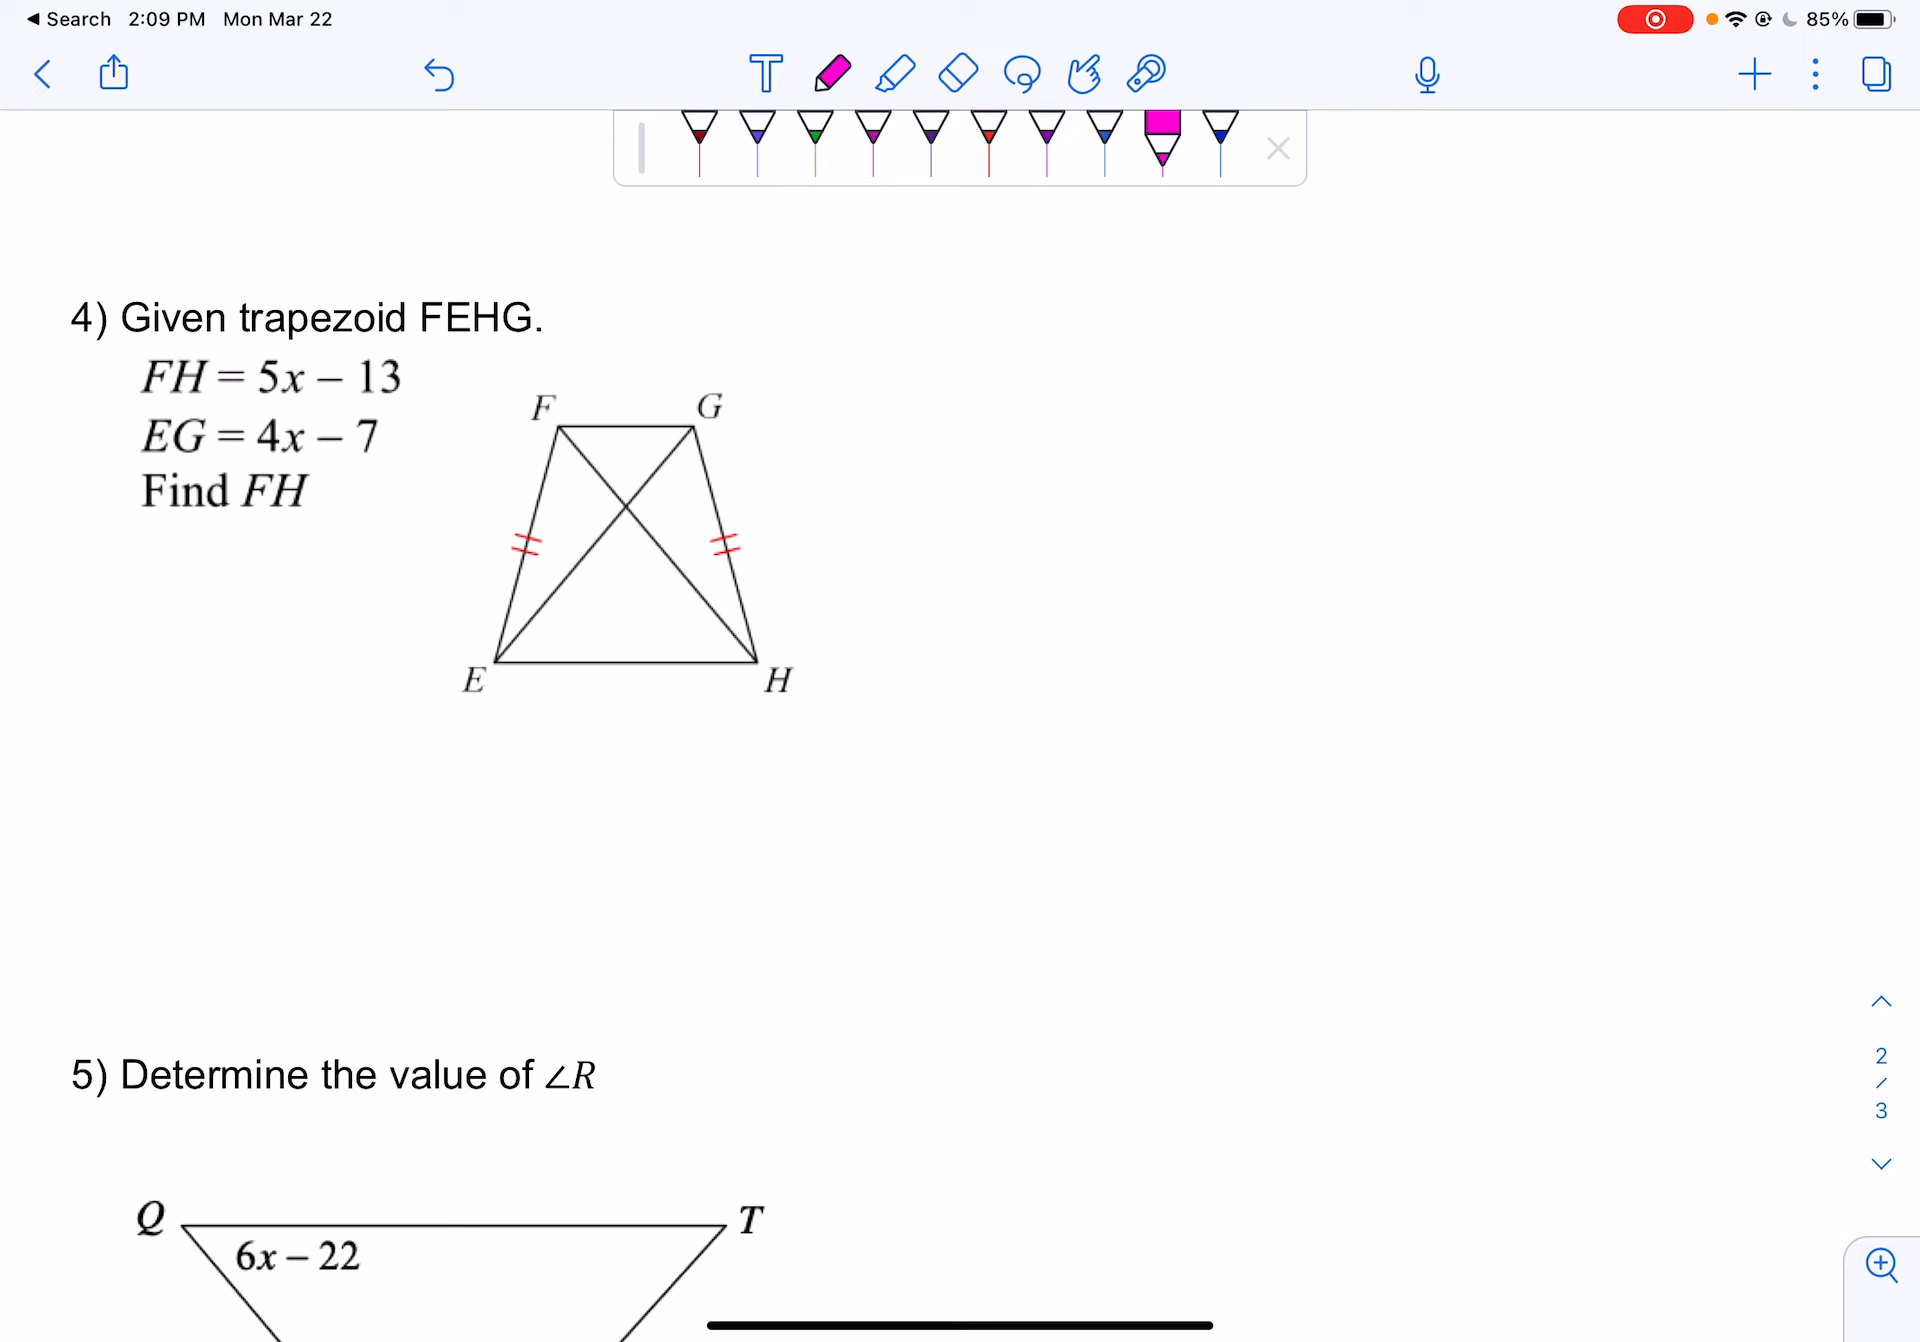 ◀ Search 2:09 PM Mon Mar 22
85%
4) Given trapezoid FEHG.
FH = 5x – 13
EG = 4x – 7
Find FH
F G
E H
2
/
3
5) Determine the value of ∠R
Q T
6x – 22